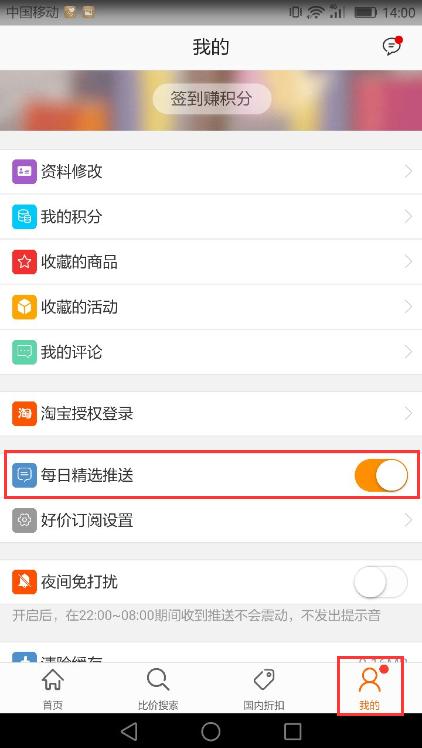 中国移动 4G 14:00
我的
签到赚积分
资料修改
我的积分
收藏的商品
收藏的活动
我的评论
淘 淘宝授权登录
每日精选推送
好价订阅设置
夜间免打扰
开启后，在22:00~08:00期间收到推送不会震动，不发出提示音
清除缓存
首页 比价搜索 国内折扣 我的